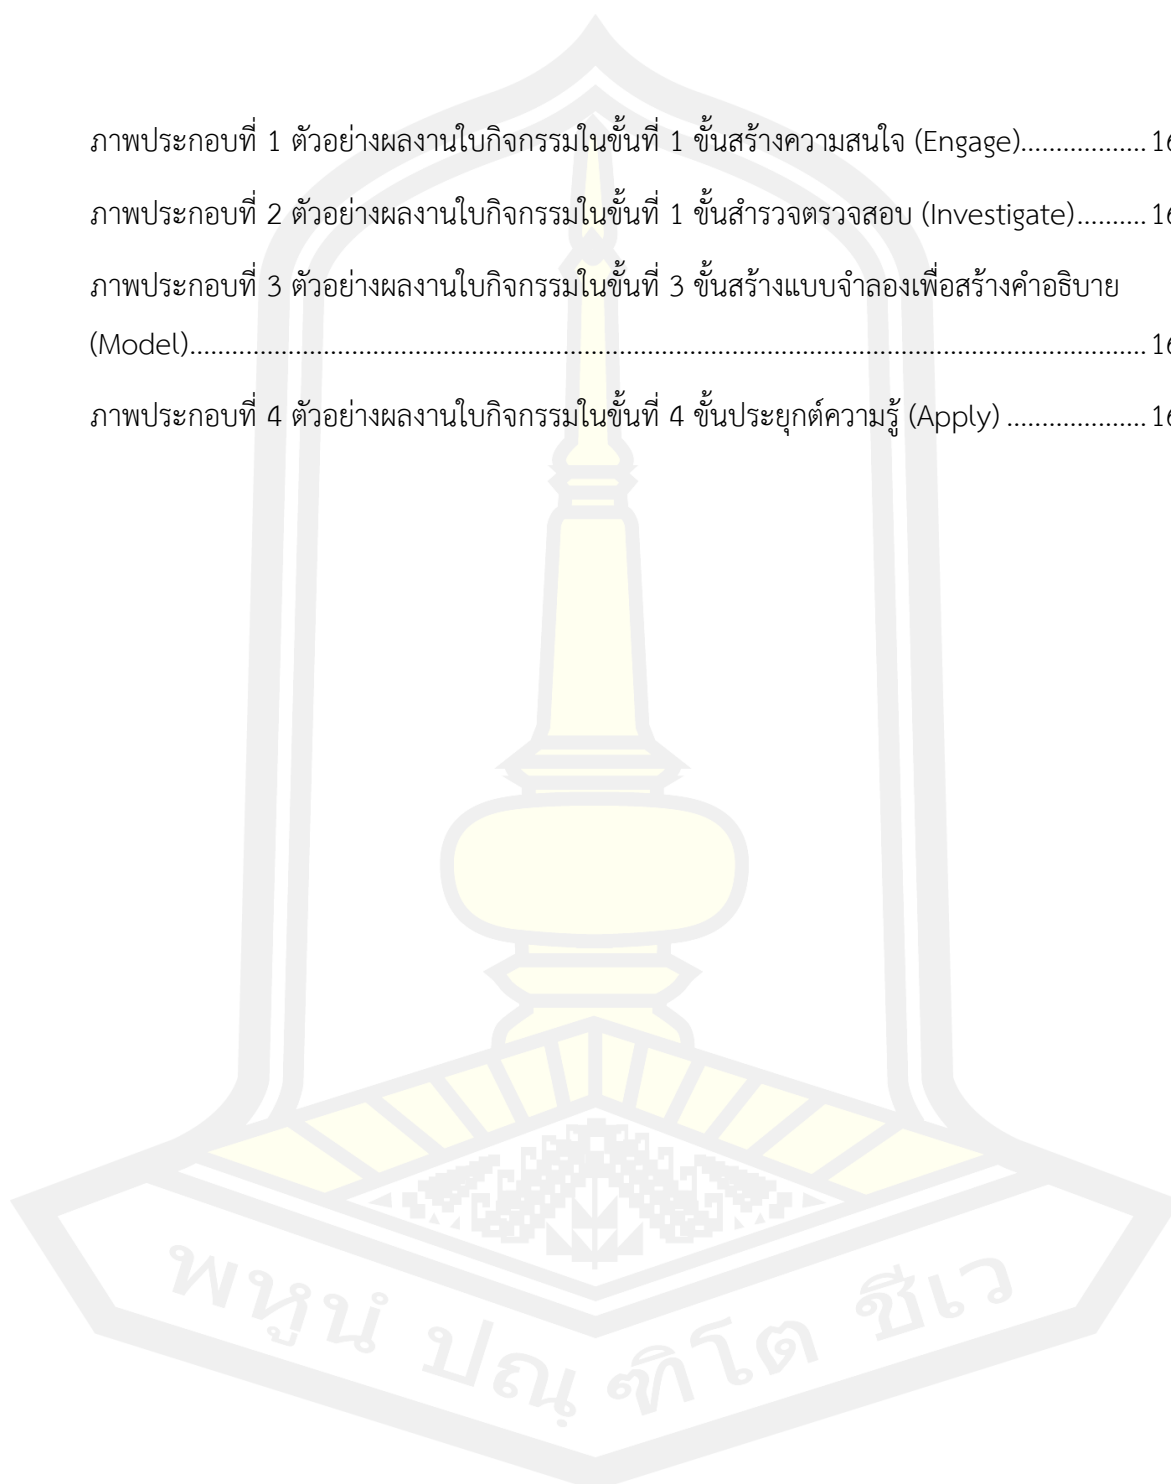 ภาพประกอบที่ 1 ตัวอย่างผลงานใบกิจกรรมในขั้นที่ 1 ขั้นสร้างความสนใจ (Engage)................. 16
ภาพประกอบที่ 2 ตัวอย่างผลงานใบกิจกรรมในขั้นที่ 1 ขั้นสำรวจตรวจสอบ (Investigate).......... 16
ภาพประกอบที่ 3 ตัวอย่างผลงานใบกิจกรรมในขั้นที่ 3 ขั้นสร้างแบบจำลองเพื่อสร้างคำอธิบาย
(Model)......................................................................................................................................... 16
ภาพประกอบที่ 4 ตัวอย่างผลงานใบกิจกรรมในขั้นที่ 4 ขั้นประยุกต์ความรู้ (Apply) .................... 16
พหูนํ ปณฺฑิโต ชีเว